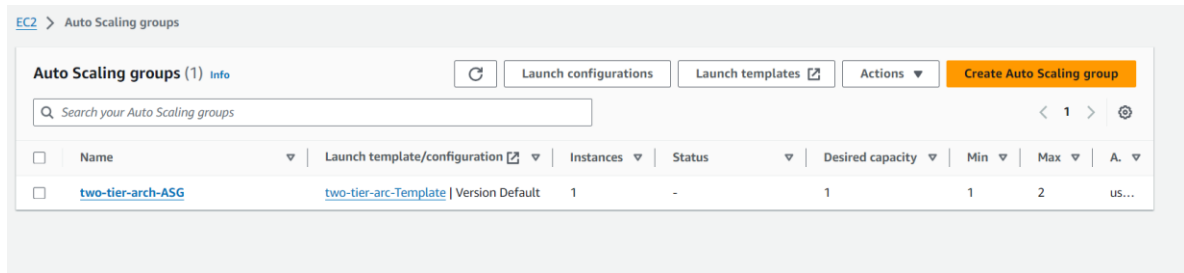 EC2 > Auto Scaling groups
Auto Scaling groups (1) Info Launch configurations Launch templates Actions Create Auto Scaling group
Search your Auto Scaling groups < 1 >
Name Launch template/configuration Instances Status Desired capacity Min Max A.
two-tier-arch-ASG two-tier-arc-Template | Version Default 1 - 1 1 2 us...